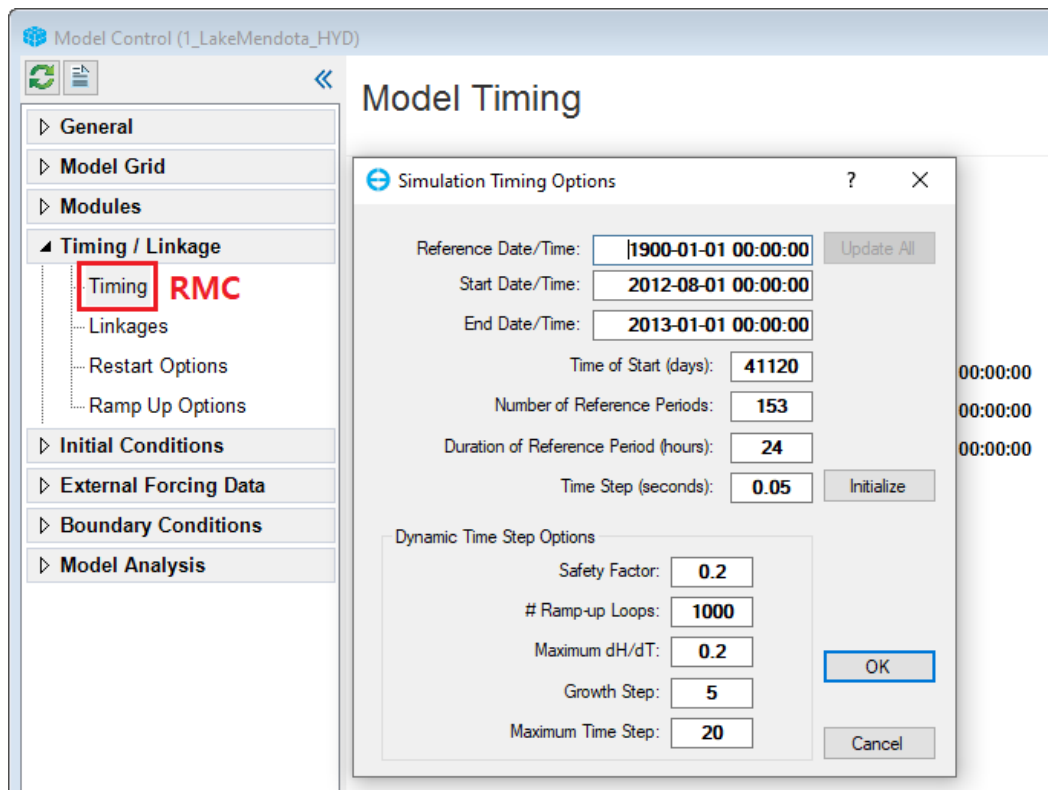 Model Control (1_LakeMendota_HYD)
Model Timing
General
Model Grid
Modules
Timing / Linkage
Timing RMC
Linkages
Restart Options
Ramp Up Options
Initial Conditions
External Forcing Data
Boundary Conditions
Model Analysis
Simulation Timing Options ?
Reference Date/Time: 1900-01-01 00:00:00 Update All
Start Date/Time: 2012-08-01 00:00:00
End Date/Time: 2013-01-01 00:00:00
Time of Start (days): 41120
Number of Reference Periods: 153
Duration of Reference Period (hours): 24
Time Step (seconds): 0.05 Initialize
Dynamic Time Step Options
Safety Factor: 0.2
# Ramp-up Loops: 1000
Maximum dH/dT: 0.2
Growth Step: 5
Maximum Time Step: 20
OK
Cancel
00:00:00
00:00:00
00:00:00